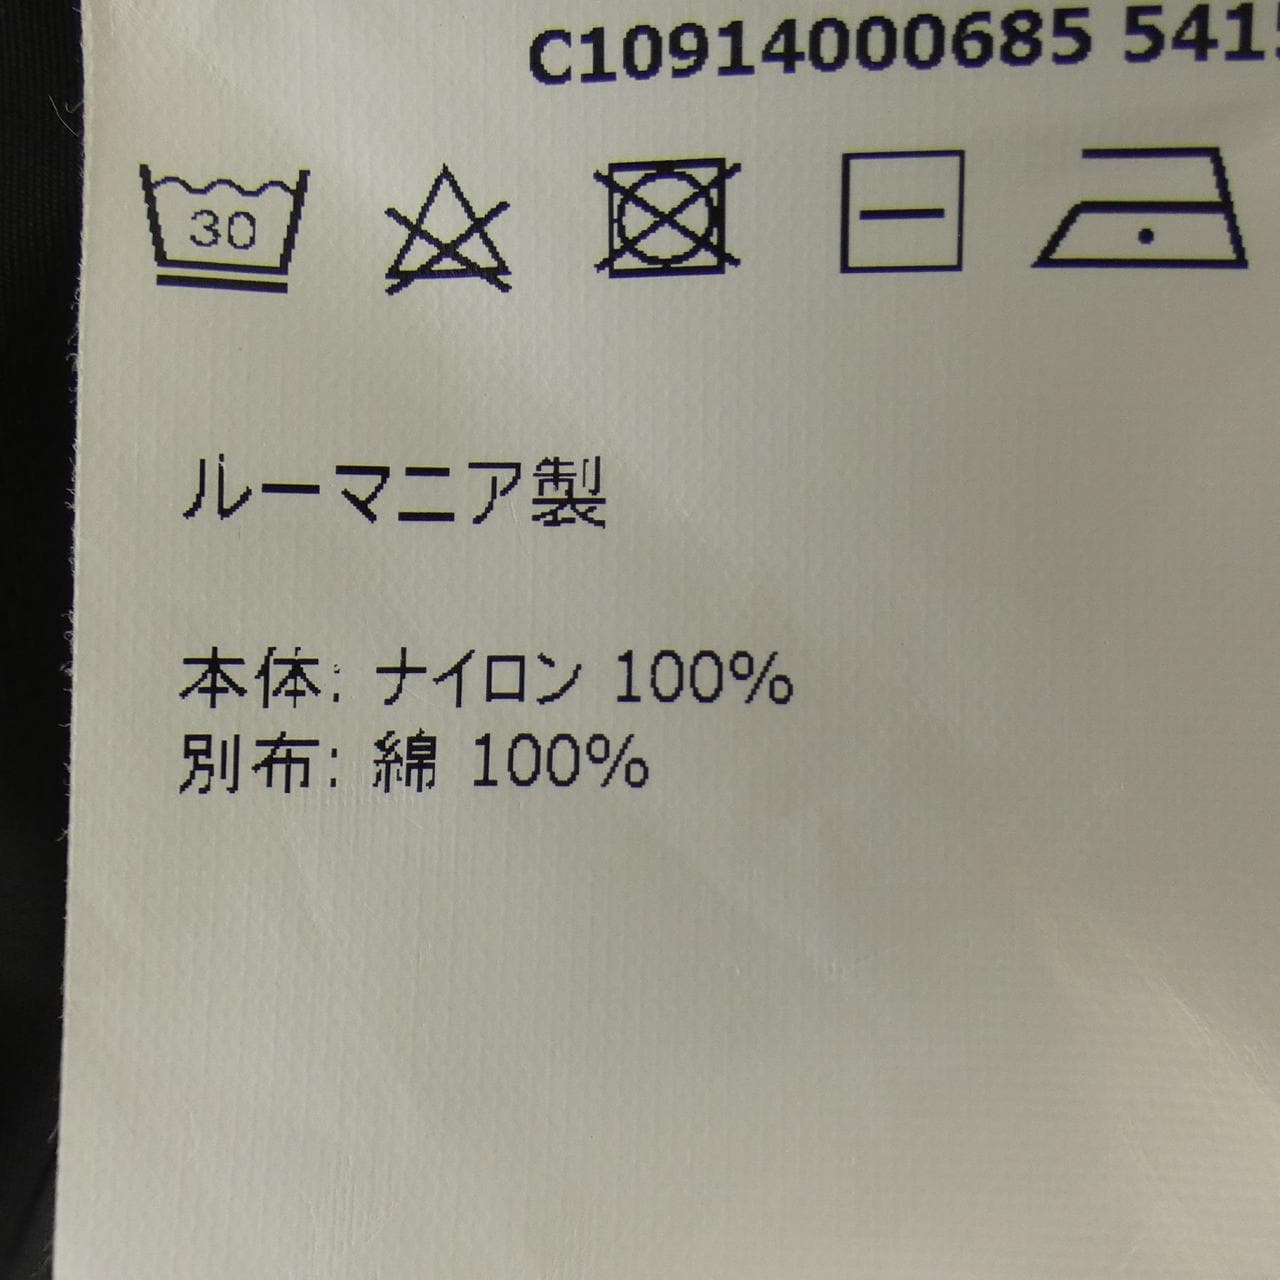 C10914000685 541
30
ルーマニア製
本体: ナイロン 100%
別布: 綿 100%